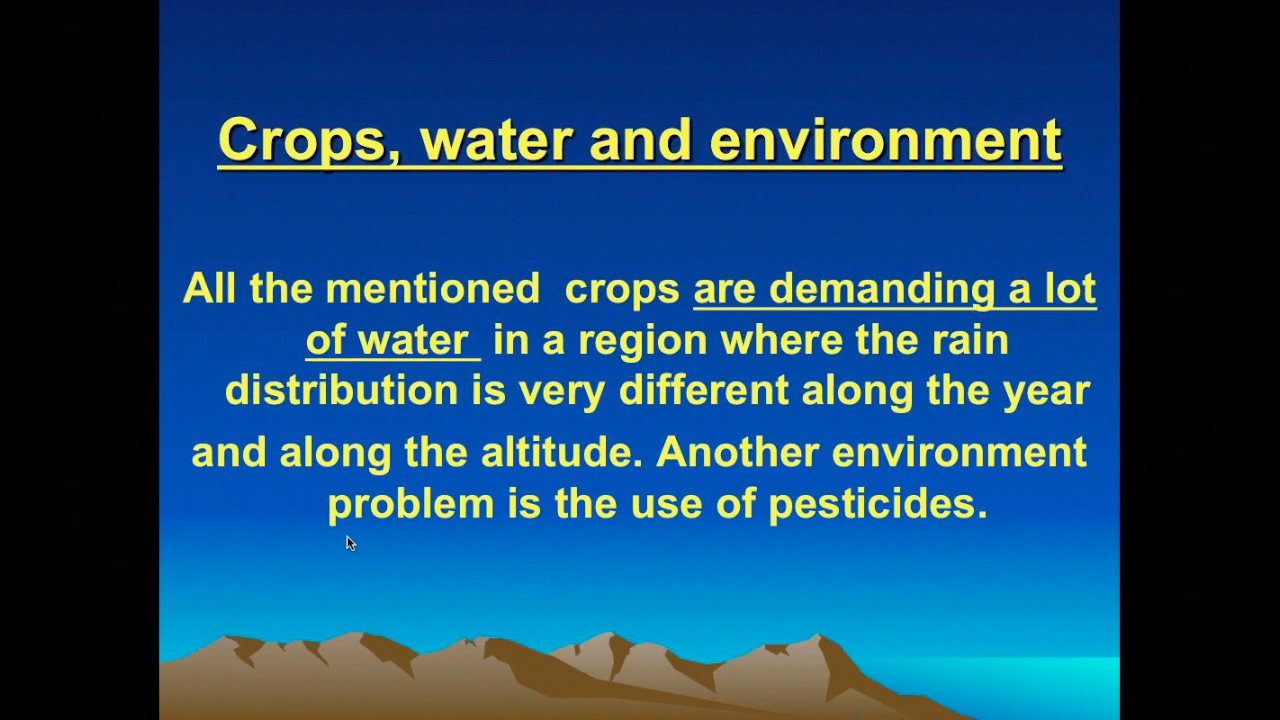 Crops, water and environment
All the mentioned  crops are demanding a lot
of water  in a region where the rain
distribution is very different along the year
and along the altitude. Another environment
problem is the use of pesticides.